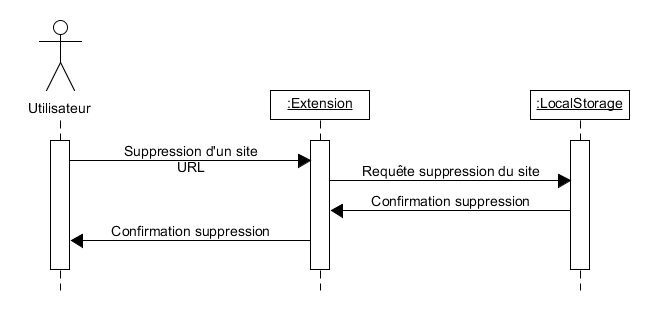 Utilisateur
:Extension
:LocalStorage
Suppression d'un site
URL
Requête suppression du site
Confirmation suppression
Confirmation suppression